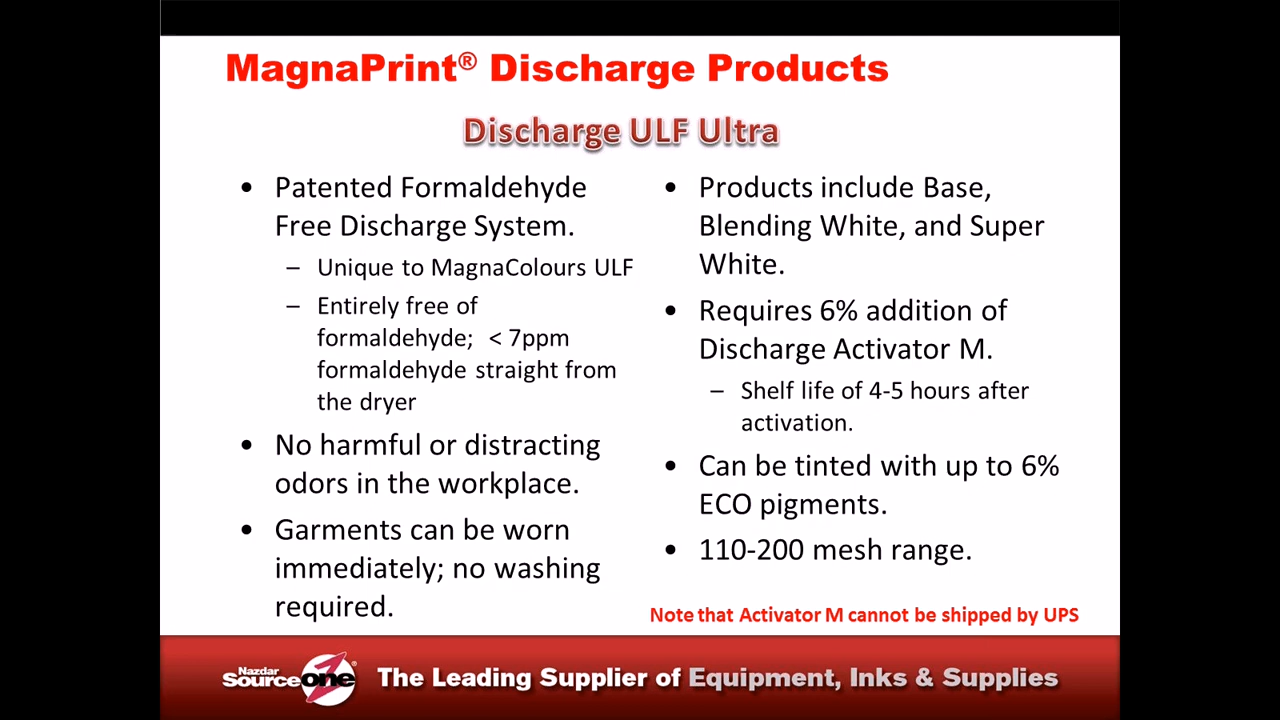 MagnaPrint® Discharge Products
Discharge ULF Ultra
• Patented Formaldehyde
Free Discharge System.
– Unique to MagnaColours ULF
– Entirely free of
formaldehyde; < 7ppm
formaldehyde straight from
the dryer
• No harmful or distracting
odors in the workplace.
• Garments can be worn
immediately; no washing
required.
• Products include Base,
Blending White, and Super
White.
• Requires 6% addition of
Discharge Activator M.
– Shelf life of 4-5 hours after
activation.
• Can be tinted with up to 6%
ECO pigments.
• 110-200 mesh range.
Note that Activator M cannot be shipped by UPS
Nazdar
sourceone®
The Leading Supplier of Equipment, Inks & Supplies